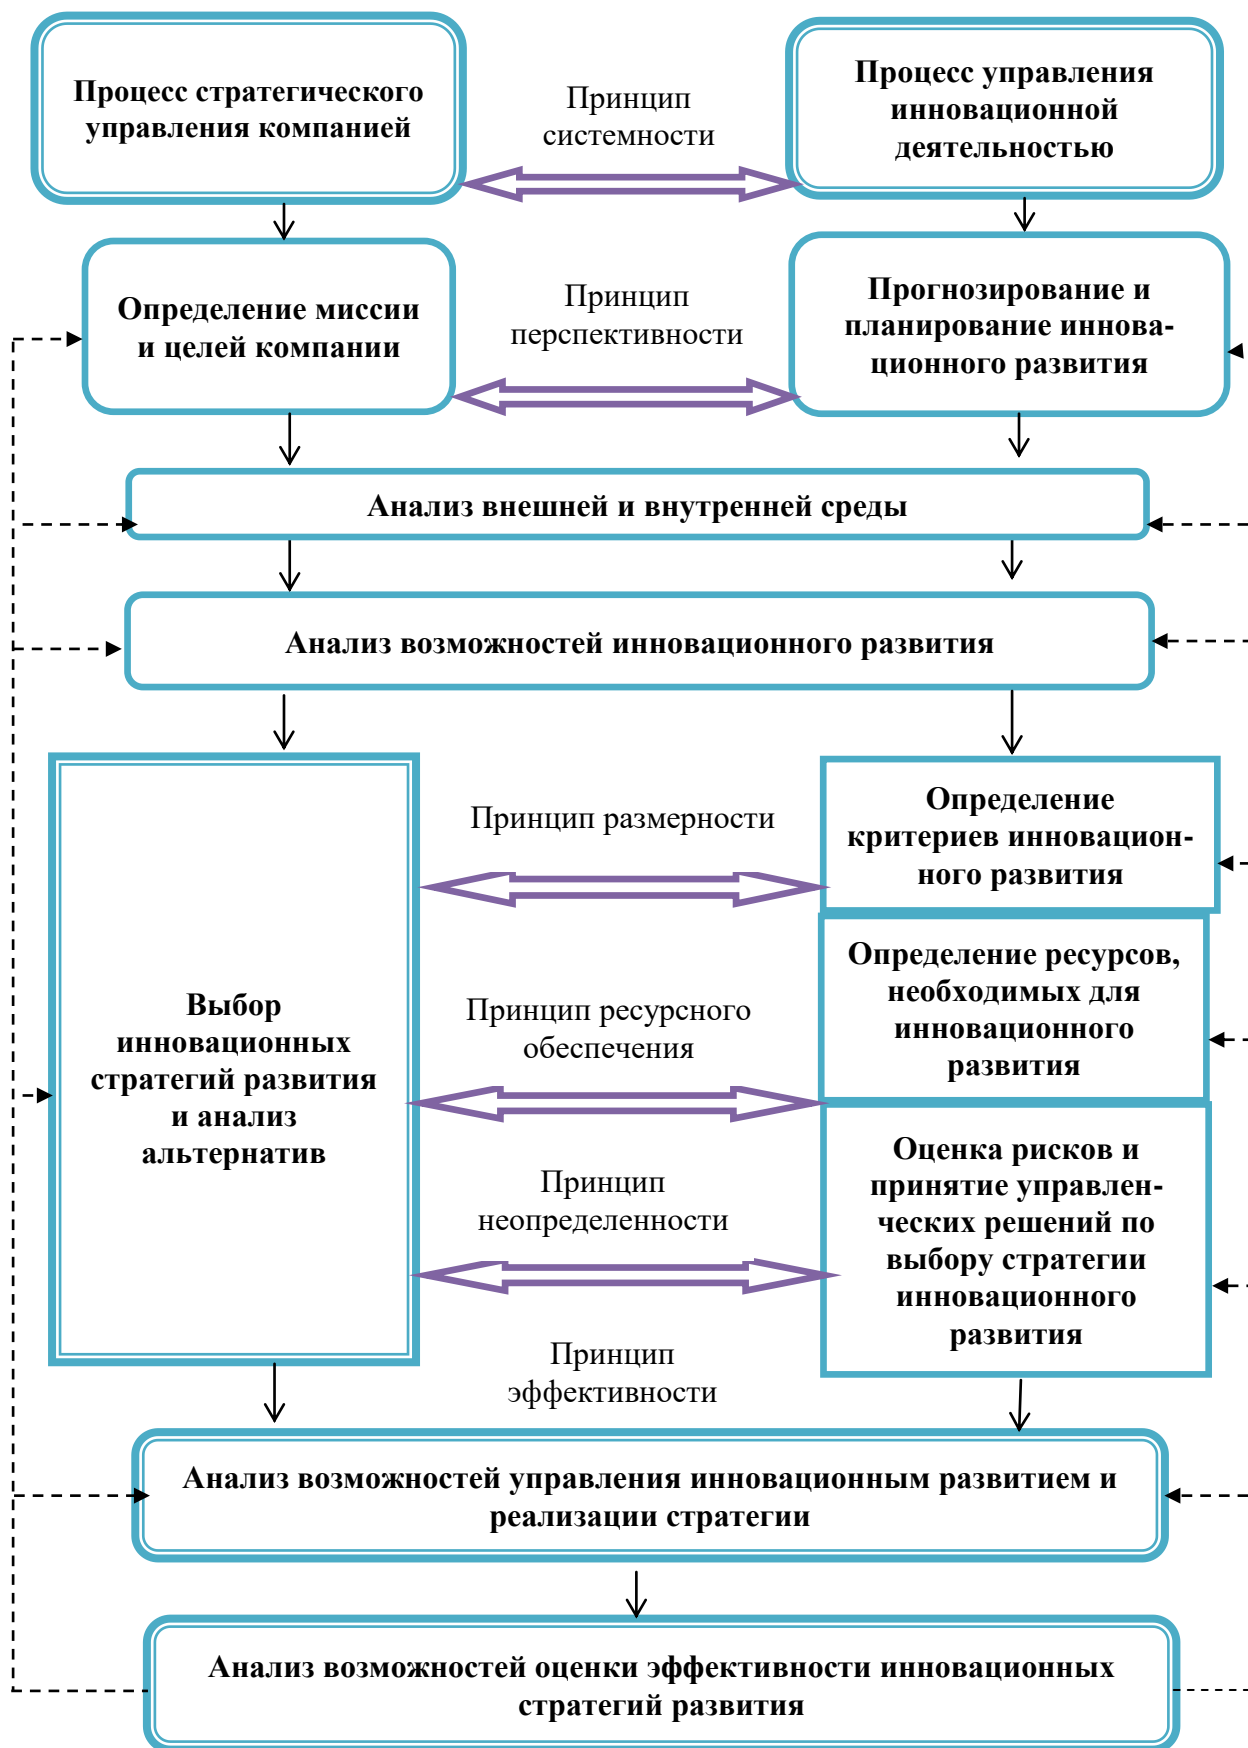 Процесс стратегического
управления компанией
Принцип
системности
Процесс управления
инновационной
деятельностью
Определение миссии
и целей компании
Принцип
перспективности
Прогнозирование и
планирование иннова-
ционного развития
Анализ внешней и внутренней среды
Анализ возможностей инновационного развития
Выбор
инновационных
стратегий развития
и анализ
альтернатив
Принцип размерности
Определение
критериев инновацион-
ного развития
Принцип ресурсного
обеспечения
Определение ресурсов,
необходимых для
инновационного
развития
Принцип
неопределенности
Оценка рисков и
принятие управлен-
ческих решений по
выбору стратегии
инновационного
развития
Принцип
эффективности
Анализ возможностей управления инновационным развитием и
реализации стратегии
Анализ возможностей оценки эффективности инновационных
стратегий развития